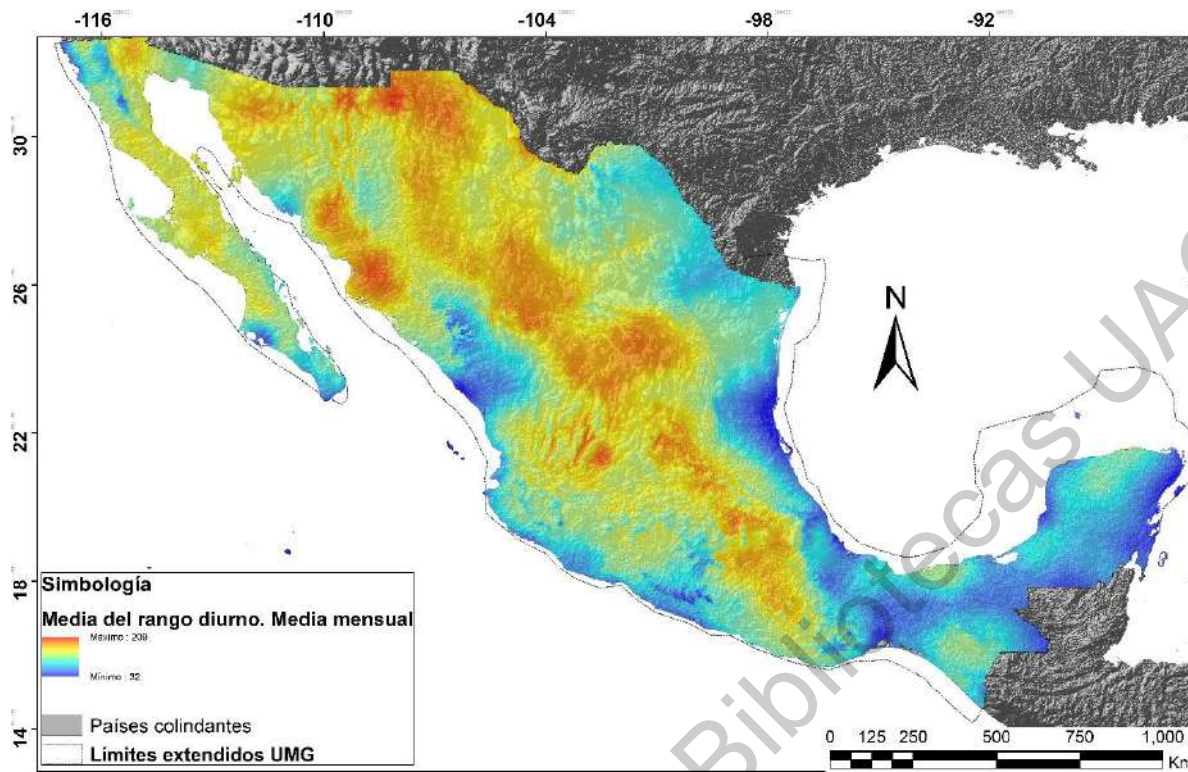 -116 -110 -104 -98 -92
30
26
22
18
14
N
Simbología
Media del rango diurno. Media mensual
Máximo : 209
Mínimo : 32
Países colindantes
Límites extendidos UMG
0 125 250 500 750 1,000
Km
Bibliotecas UA